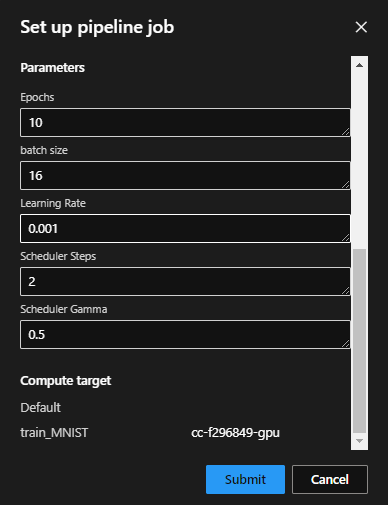 Set up pipeline job
Parameters
Epochs
10
batch size
16
Learning Rate
0.001
Scheduler Steps
2
Scheduler Gamma
0.5
Compute target
Default
train_MNIST cc-f296849-gpu
Submit Cancel